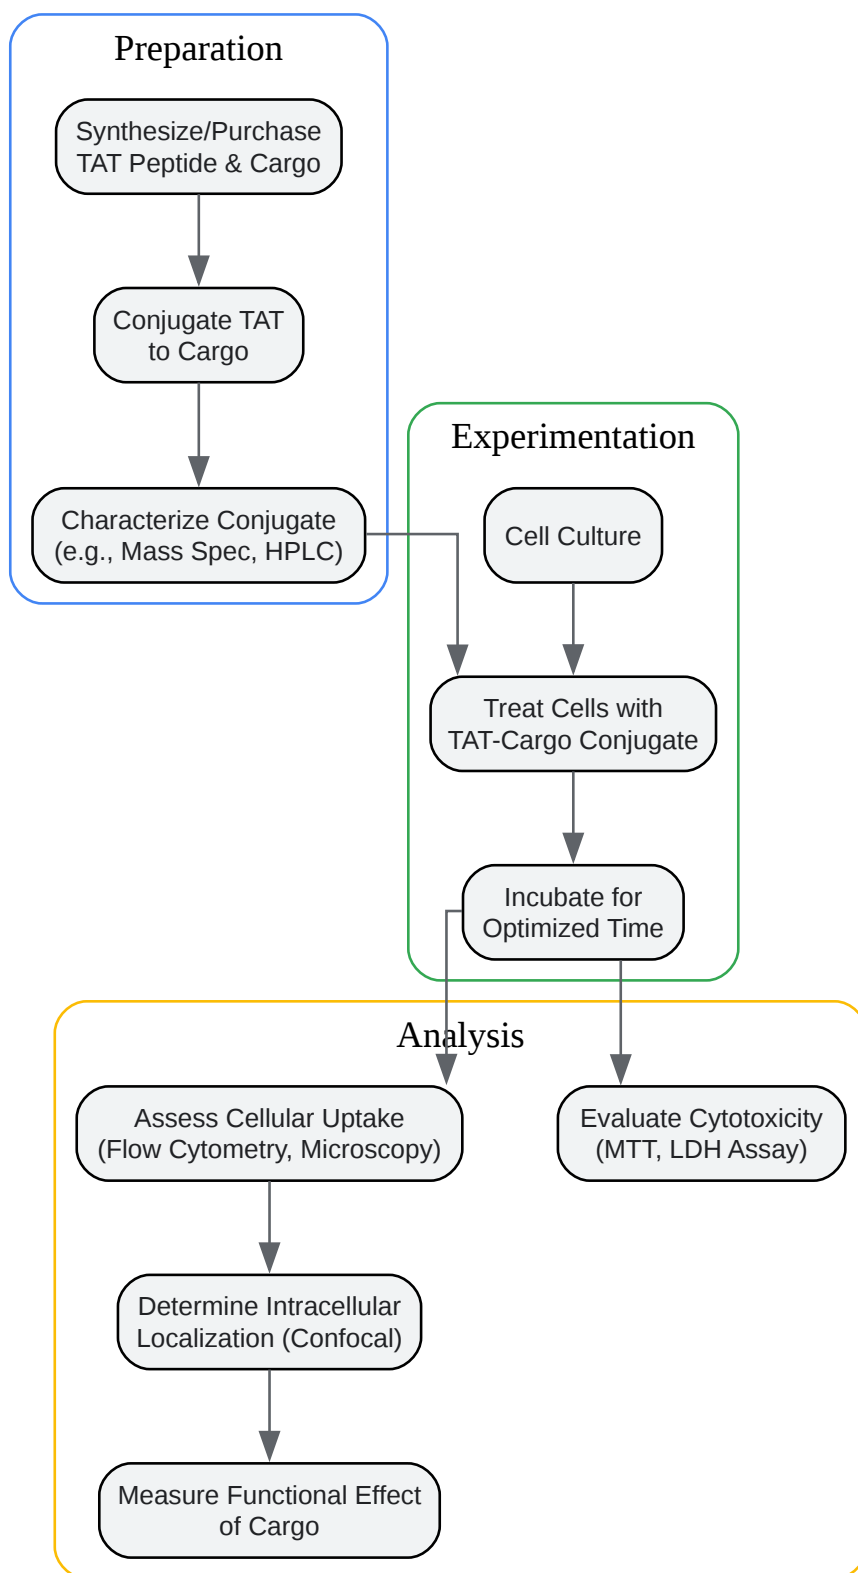 Preparation
Synthesize/Purchase
TAT Peptide & Cargo
Conjugate TAT
to Cargo
Characterize Conjugate
(e.g., Mass Spec, HPLC)
Experimentation
Cell Culture
Treat Cells with
TAT-Cargo Conjugate
Incubate for
Optimized Time
Analysis
Assess Cellular Uptake
(Flow Cytometry, Microscopy)
Evaluate Cytotoxicity
(MTT, LDH Assay)
Determine Intracellular
Localization (Confocal)
Measure Functional Effect
of Cargo